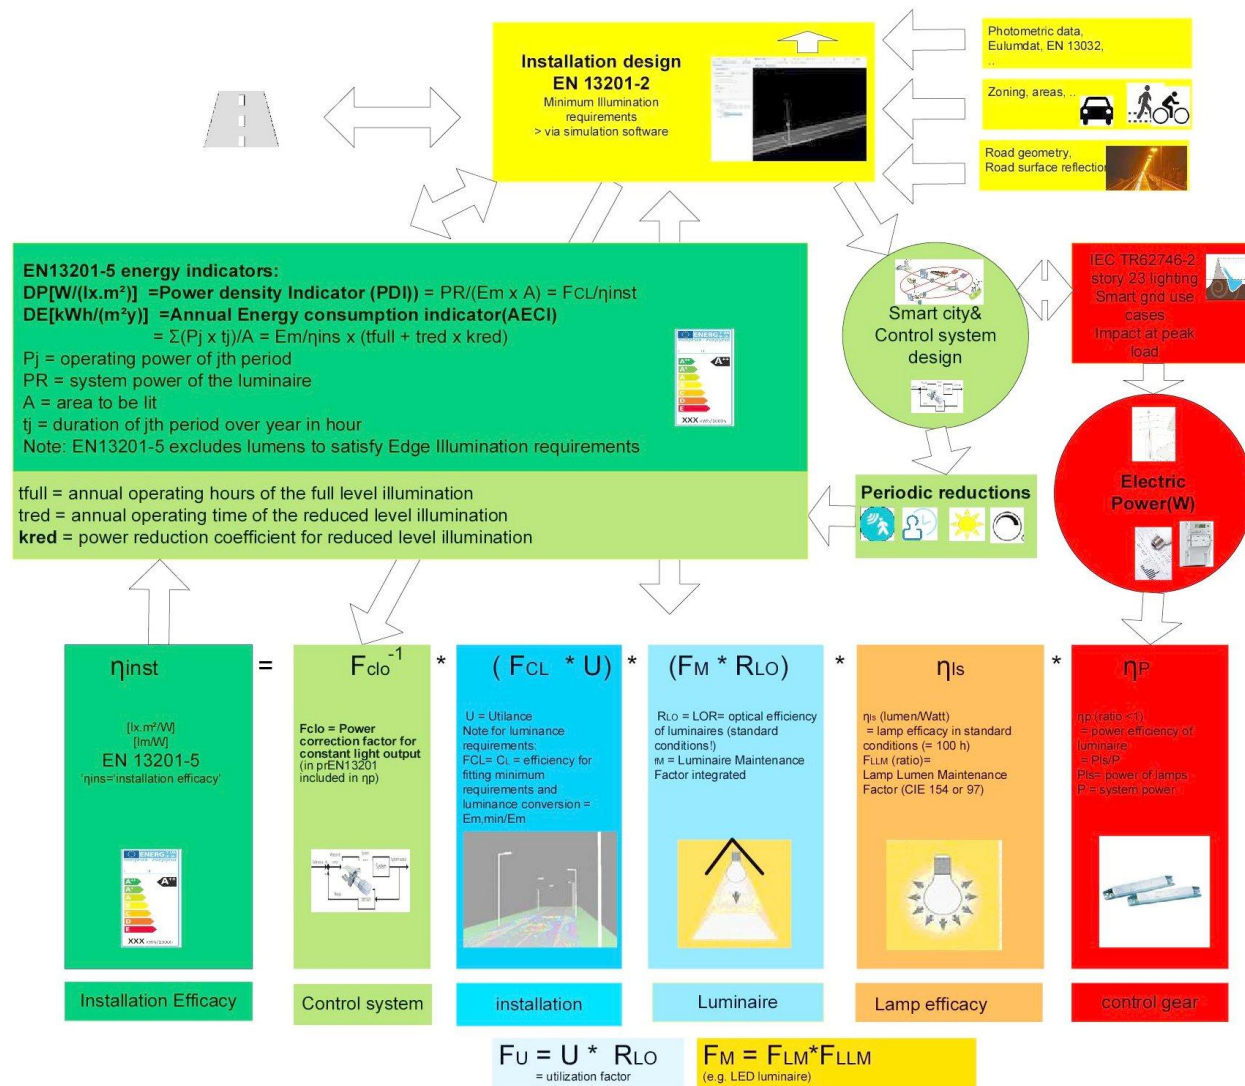 Installation design
EN 13201-2
Minimum Illumination
requirements
> via simulation software
Photometric data,
Eulumdat, EN 13032,
..
Zoning, areas, ..
Road geometry,
Road surface reflection
EN13201-5 energy indicators:
DP[W/(lx.m²)] =Power density Indicator (PDI)) = PR/(Em x A) = FCL/ηinst
DE[kWh/(m²y)] =Annual Energy consumption indicator(AECI)
= Σ(Pj x tj)/A = Em/ηins x (tfull + tred x kred)
Pj = operating power of jth period
PR = system power of the luminaire
A = area to be lit
tj = duration of jth period over year in hour
Note: EN13201-5 excludes lumens to satisfy Edge Illumination requirements
ENERG
A++
A+
A
B
C
D
E
A++
XXX kWh/1000h
tfull = annual operating hours of the full level illumination
tred = annual operating time of the reduced level illumination
kred = power reduction coefficient for reduced level illumination
Smart city&
Control system
design
IEC TR62746-2
story 23 lighting
Smart grid use
cases
Impact at peak
load
Periodic reductions
Electric
Power(W)
ηinst = Fclo⁻¹ * ( FCL * U) * (FM * RLO) * ηls * ηP
[lx.m²/W]
[lm/W]
EN 13201-5
'ηins='installation efficacy'
ENERG
A++
A+
A
B
C
D
E
A++
XXX kWh/1000h
Fclo = Power
correction factor for
constant light output
(in prEN13201
included in ηp)
U = Utilance
Note for luminance
requirements:
FCL= CL = efficiency for
fitting minimum
requirements and
luminance conversion =
Em,min/Em
RLO = LOR= optical efficiency
of luminaires (standard
conditions!)
fM = Luminaire Maintenance
Factor integrated
ηls (lumen/Watt)
= lamp efficacy in standard
conditions (= 100 h)
FLLM (ratio)=
Lamp Lumen Maintenance
Factor (CIE 154 or 97)
ηp (ratio <1)
= power efficiency of
luminaire
= Pls/P
Pls= power of lamps
P = system power
Installation Efficacy
Control system
installation
Luminaire
Lamp efficacy
control gear
FU = U * RLO
= utilization factor
FM = FLM*FLLM
(e.g. LED luminaire)